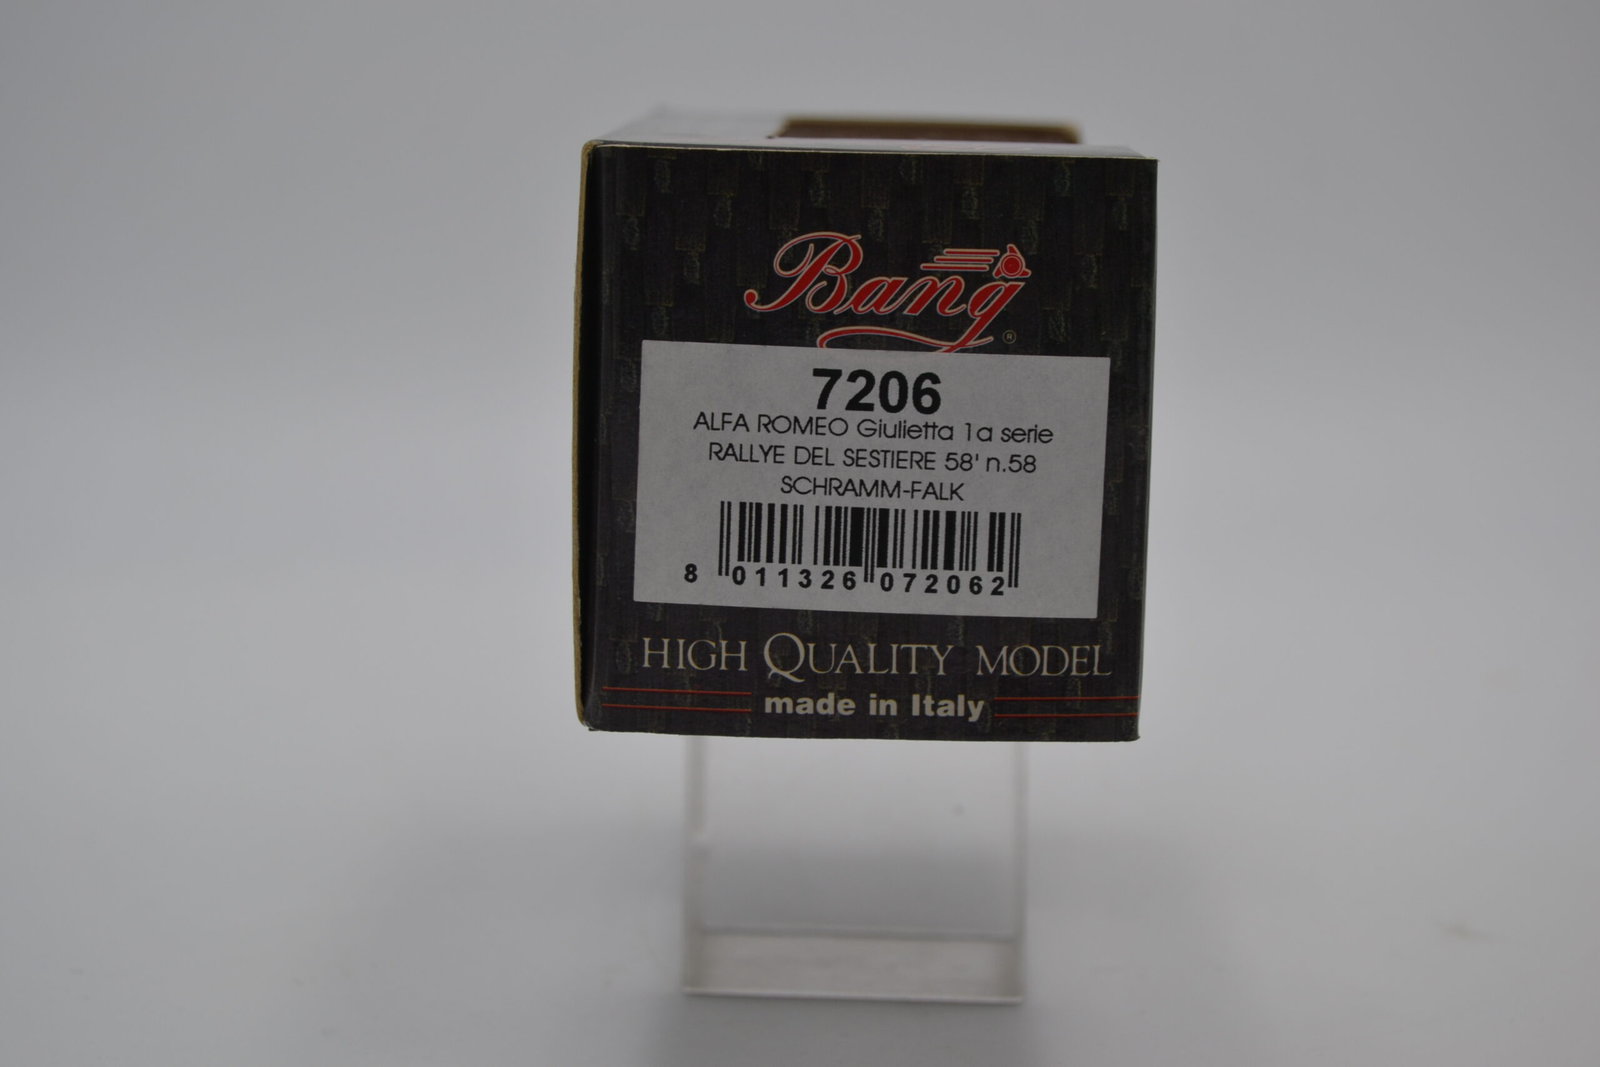 Bang
®
7206
ALFA ROMEO Giulietta 1a serie
RALLYE DEL SESTIERE 58' n.58
SCHRAMM-FALK
8 011326 072062
HIGH QUALITY MODEL
made in Italy